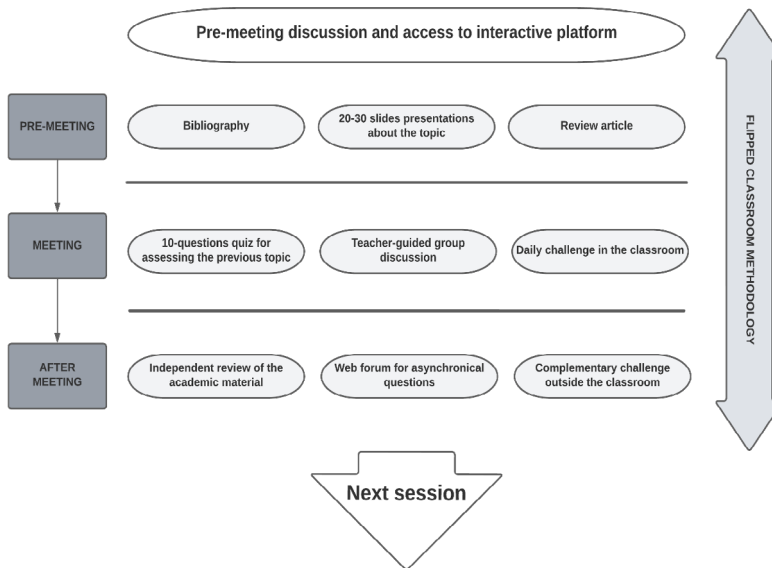 Pre-meeting discussion and access to interactive platform
PRE-MEETING
Bibliography
20-30 slides presentations
about the topic
Review article
MEETING
10-questions quiz for
assessing the previous topic
Teacher-guided group
discussion
Daily challenge in the classroom
AFTER
MEETING
Independent review of the
academic material
Web forum for asynchronical
questions
Complementary challenge
outside the classroom
Next session
FLIPPED CLASSROOM METHODOLOGY